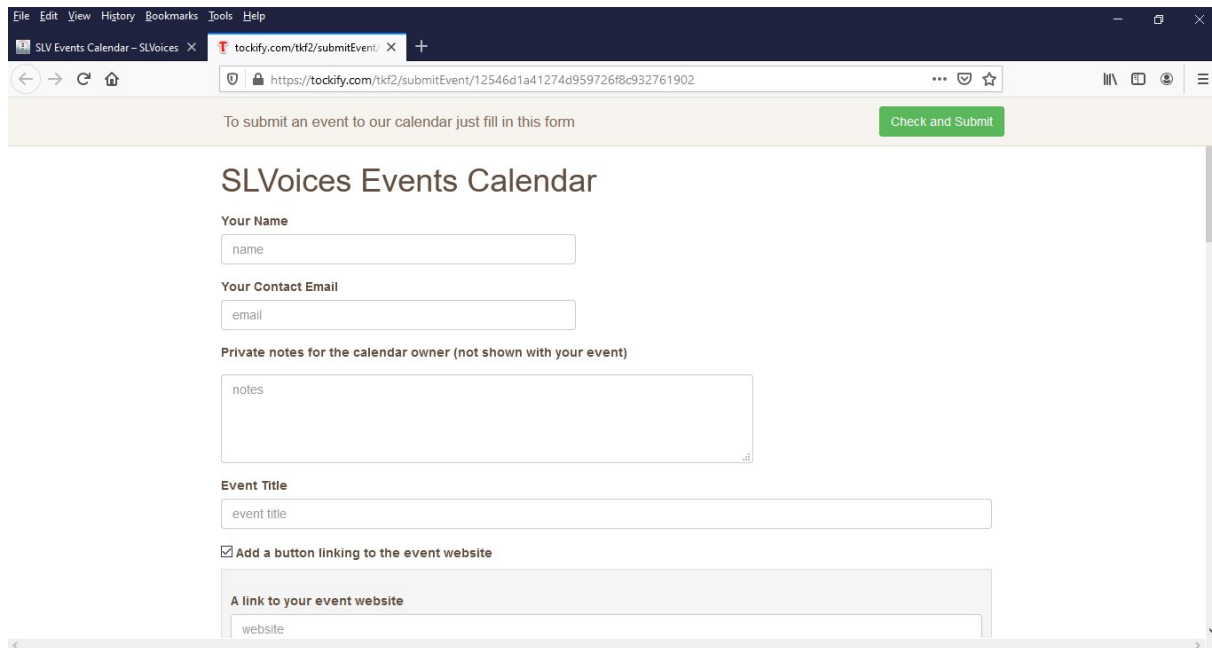 File Edit View History Bookmarks Tools Help
SLV Events Calendar – SLVoices
tockify.com/tkf2/submitEvent/
https://tockify.com/tkf2/submitEvent/12546d1a41274d959726f8c932761902
To submit an event to our calendar just fill in this form
Check and Submit
SLVoices Events Calendar
Your Name
name
Your Contact Email
email
Private notes for the calendar owner (not shown with your event)
notes
Event Title
event title
Add a button linking to the event website
A link to your event website
website